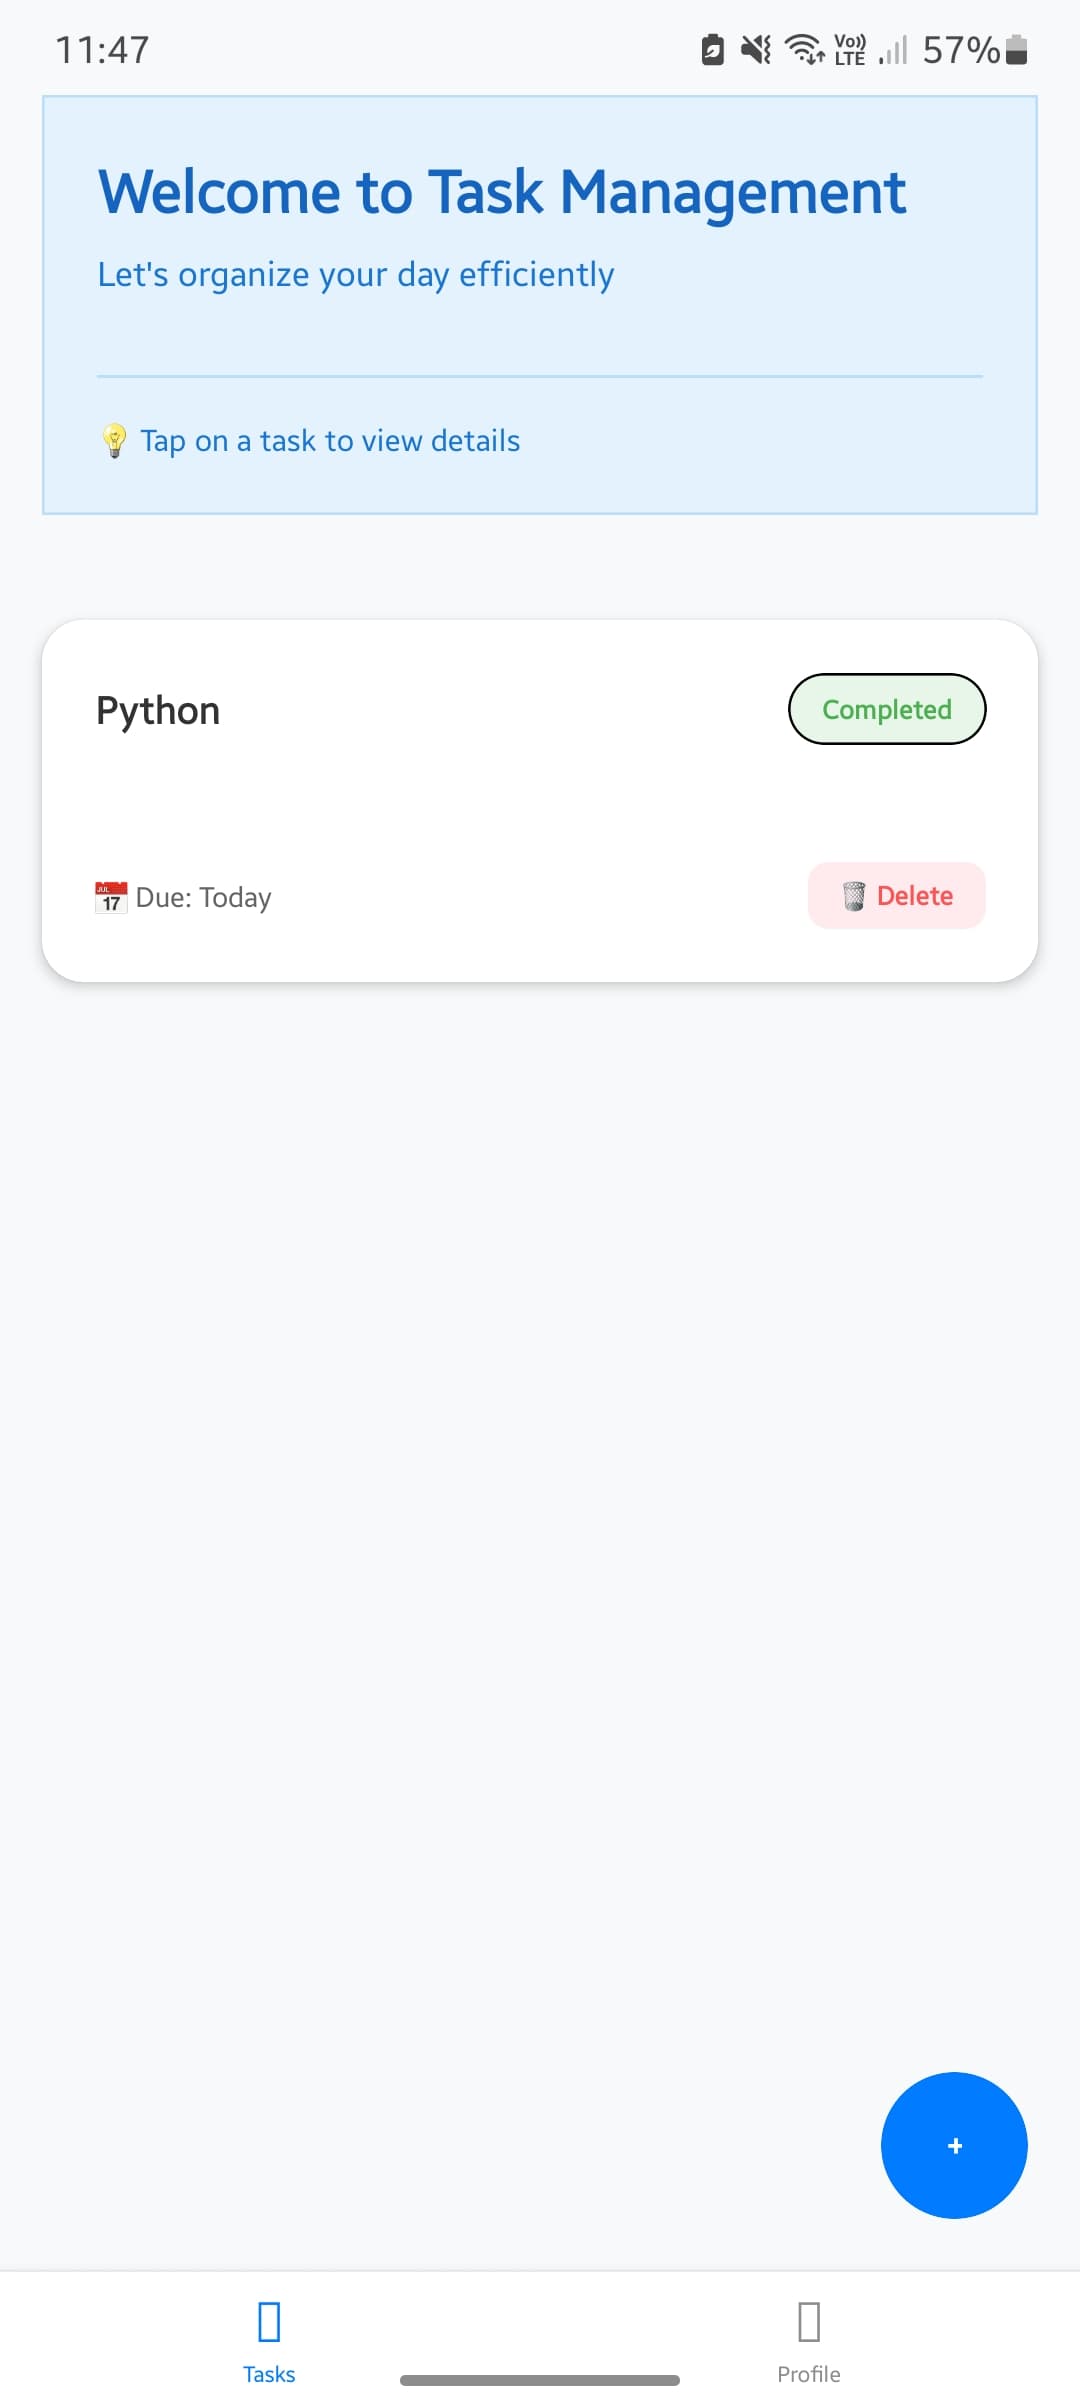 11:47
Vo)) LTE 57%
Welcome to Task Management
Let's organize your day efficiently
💡 Tap on a task to view details
Python
Completed
📅 Due: Today
🗑️ Delete
+
Tasks
Profile